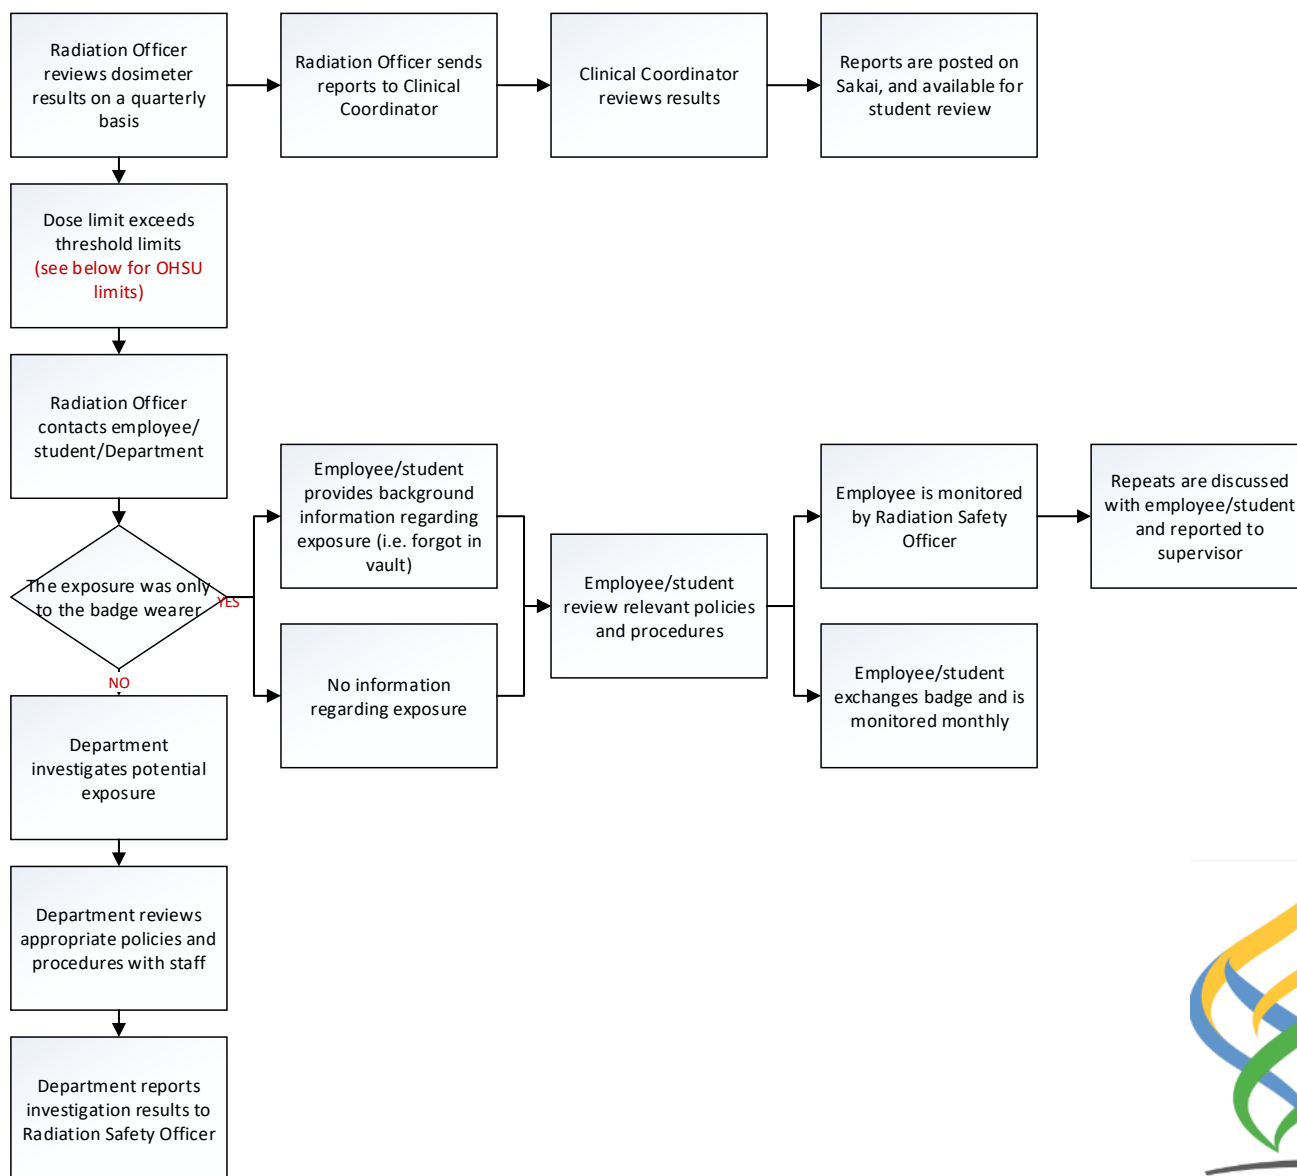 Radiation Officer
reviews dosimeter
results on a quarterly
basis
Radiation Officer sends
reports to Clinical
Coordinator
Clinical Coordinator
reviews results
Reports are posted on
Sakai, and available for
student review
Dose limit exceeds
threshold limits
(see below for OHSU
limits)
Radiation Officer
contacts employee/
student/Department
The exposure was only
to the badge wearer
YES
NO
Employee/student
provides background
information regarding
exposure (i.e. forgot in
vault)
No information
regarding exposure
Employee/student
review relevant policies
and procedures
Employee is monitored
by Radiation Safety
Officer
Repeats are discussed
with employee/student
and reported to
supervisor
Employee/student
exchanges badge and is
monitored monthly
Department
investigates potential
exposure
Department reviews
appropriate policies and
procedures with staff
Department reports
investigation results to
Radiation Safety Officer